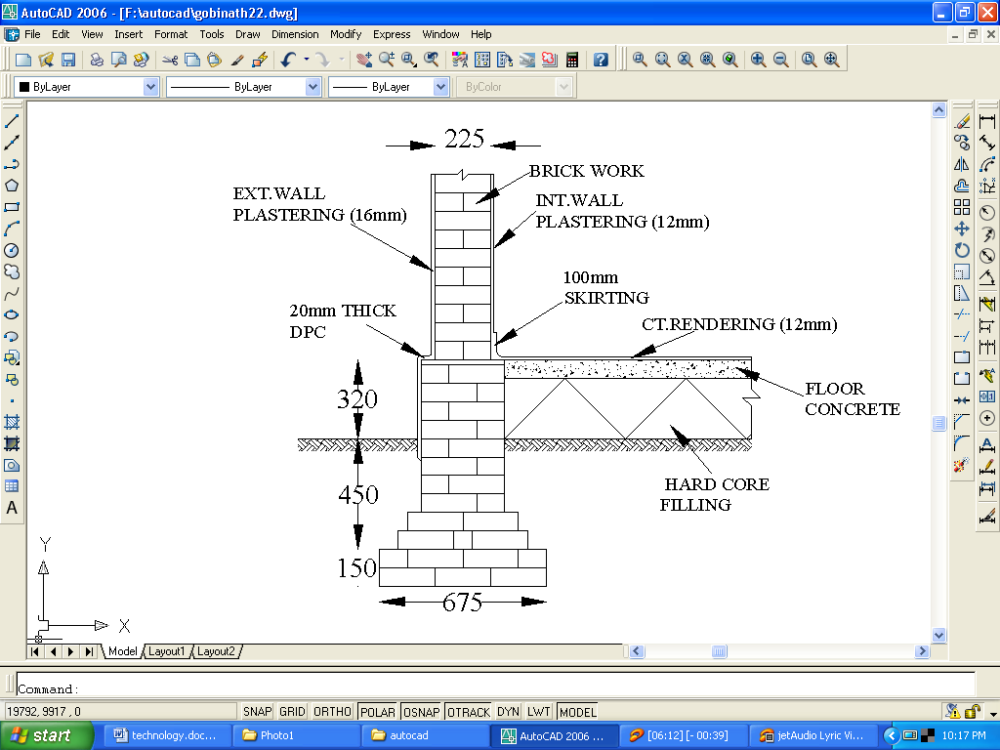 AutoCAD 2006 - [F:\autocad\gobinath22.dwg]
File Edit View Insert Format Tools Draw Dimension Modify Express Window Help
ByLayer ByLayer ByLayer ByColor
225
BRICK WORK
EXT.WALL
PLASTERING (16mm)
INT.WALL
PLASTERING (12mm)
100mm
SKIRTING
20mm THICK
DPC
CT.RENDERING (12mm)
320
FLOOR
CONCRETE
450
HARD CORE
FILLING
150
675
Y
X
A
Model Layout1 Layout2
Command:
19792, 9917 , 0 SNAP GRID ORTHO POLAR OSNAP OTRACK DYN LWT MODEL
start technology.doc... Photo1 autocad AutoCAD 2006 ... [06:12] [- 00:39] jetAudio Lyric Vi... 10:17 PM